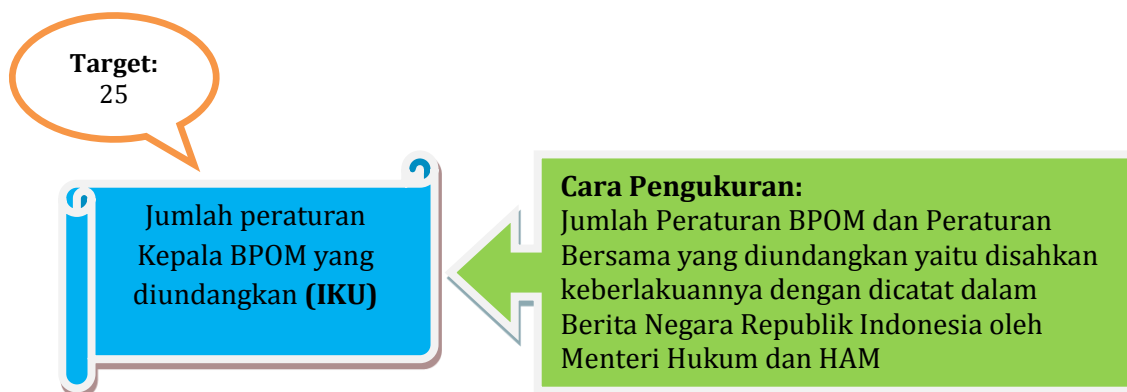 Target:
25
Jumlah peraturan
Kepala BPOM yang
diundangkan (IKU)
Cara Pengukuran:
Jumlah Peraturan BPOM dan Peraturan
Bersama yang diundangkan yaitu disahkan
keberlakuannya dengan dicatat dalam
Berita Negara Republik Indonesia oleh
Menteri Hukum dan HAM